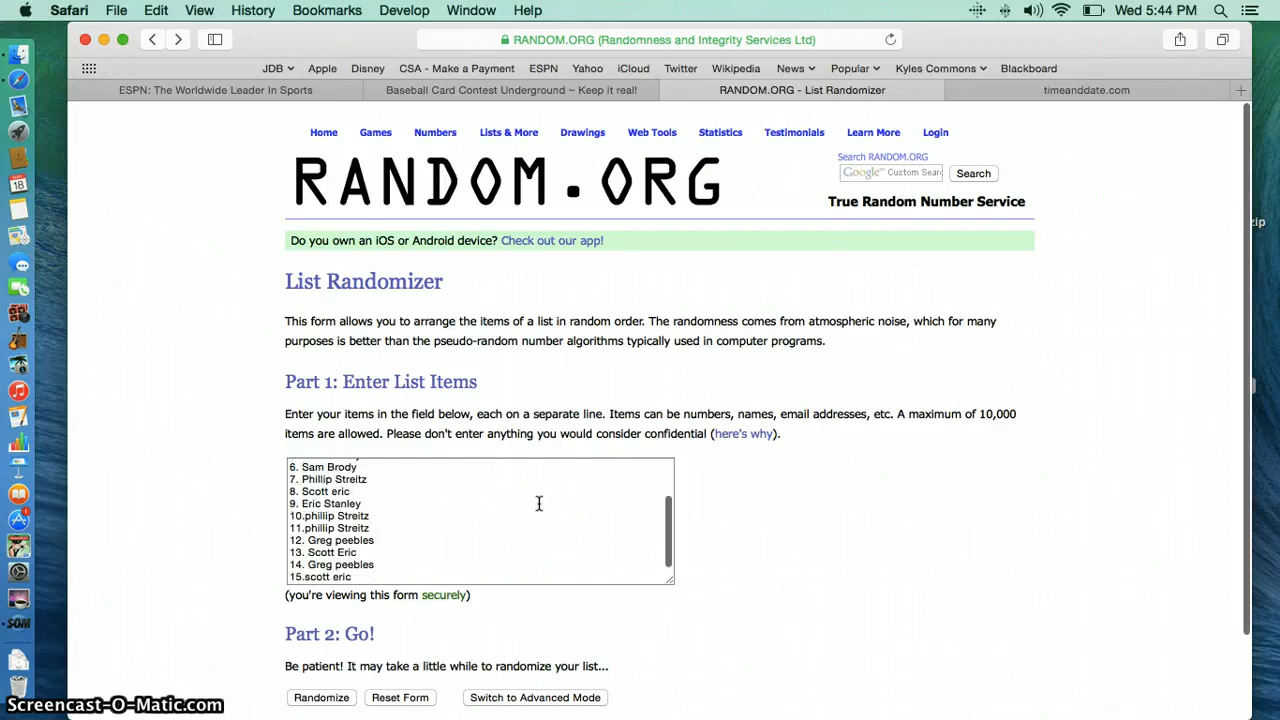 Safari File Edit View History Bookmarks Develop Window Help Wed 5:44 PM
RANDOM.ORG (Randomness and Integrity Services Ltd)
JDB Apple Disney CSA - Make a Payment ESPN Yahoo iCloud Twitter Wikipedia News Popular Kyles Commons Blackboard
ESPN: The Worldwide Leader In Sports Baseball Card Contest Underground ~ Keep it real! RANDOM.ORG - List Randomizer timeanddate.com +
Home Games Numbers Lists & More Drawings Web Tools Statistics Testimonials Learn More Login
Search RANDOM.ORG
Google™ Custom Sear Search
RANDOM.ORG
True Random Number Service
zip
Do you own an iOS or Android device? Check out our app!
List Randomizer
This form allows you to arrange the items of a list in random order. The randomness comes from atmospheric noise, which for many
purposes is better than the pseudo-random number algorithms typically used in computer programs.
Part 1: Enter List Items
Enter your items in the field below, each on a separate line. Items can be numbers, names, email addresses, etc. A maximum of 10,000
items are allowed. Please don't enter anything you would consider confidential (here's why).
6. Sam Brody
7. Phillip Streitz
8. Scott eric
9. Eric Stanley
10.phillip Streitz
11.phillip Streitz
12. Greg peebles
13. Scott Eric
14. Greg peebles
15.scott eric
(you're viewing this form securely)
Part 2: Go!
Be patient! It may take a little while to randomize your list...
Randomize Reset Form Switch to Advanced Mode
Screencast-O-Matic.com